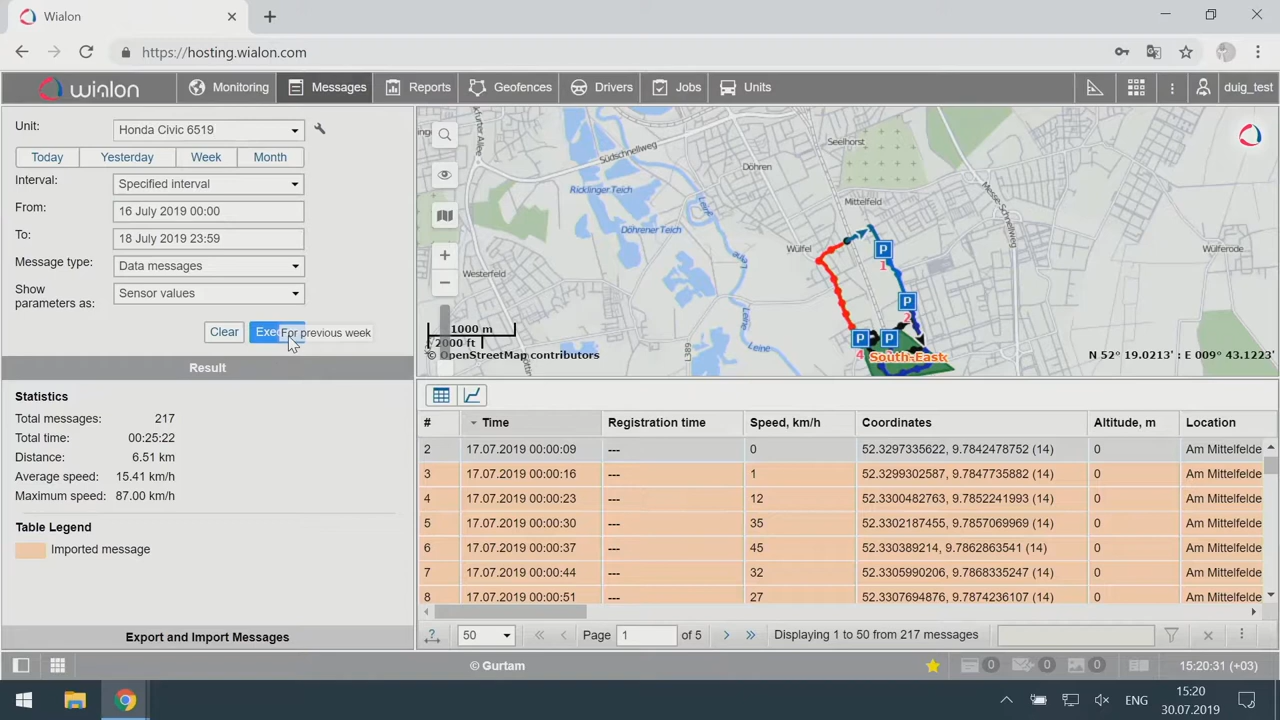 Wialon
https://hosting.wialon.com
wialon
Monitoring
Messages
Reports
Geofences
Drivers
Jobs
Units
duig_test
Unit:
Honda Civic 6519
Today
Yesterday
Week
Month
Interval:
Specified interval
From:
16 July 2019 00:00
To:
18 July 2019 23:59
Message type:
Data messages
Show
parameters as:
Sensor values
Clear
For previous week
Result
Statistics
Total messages: 217
Total time: 00:25:22
Distance: 6.51 km
Average speed: 15.41 km/h
Maximum speed: 87.00 km/h
Table Legend
Imported message
Export and Import Messages
Seelhorst
Südschnellweg
Döhren
Ricklinger Teich
Leine
Messe-Schnellweg
Mittelfeld
Döhrener Teich
Wülfel
Wülferode
Westerfeld
Leine
P
1
P
2
P
P
4
South-East
L389
Leine
1000 m
2000 ft
© OpenStreetMap contributors
N 52° 19.0213' : E 009° 43.1223'
# Time Registration time Speed, km/h Coordinates Altitude, m Location
2 17.07.2019 00:00:09 --- 0 52.3297335622, 9.7842478752 (14) 0 Am Mittelfelde
3 17.07.2019 00:00:16 --- 1 52.3299302587, 9.7847735882 (14) 0 Am Mittelfelde
4 17.07.2019 00:00:23 --- 12 52.3300482763, 9.7852241993 (14) 0 Am Mittelfelde
5 17.07.2019 00:00:30 --- 35 52.3302187455, 9.7857069969 (14) 0 Am Mittelfelde
6 17.07.2019 00:00:37 --- 45 52.330389214, 9.7862863541 (14) 0 Am Mittelfelde
7 17.07.2019 00:00:44 --- 32 52.3305990206, 9.7868335247 (14) 0 Am Mittelfelde
8 17.07.2019 00:00:51 --- 27 52.3307694876, 9.7874236107 (14) 0 Am Mittelfelde
50
Page 1 of 5
Displaying 1 to 50 from 217 messages
© Gurtam
0
0
0
15:20:31 (+03)
ENG
15:20
30.07.2019